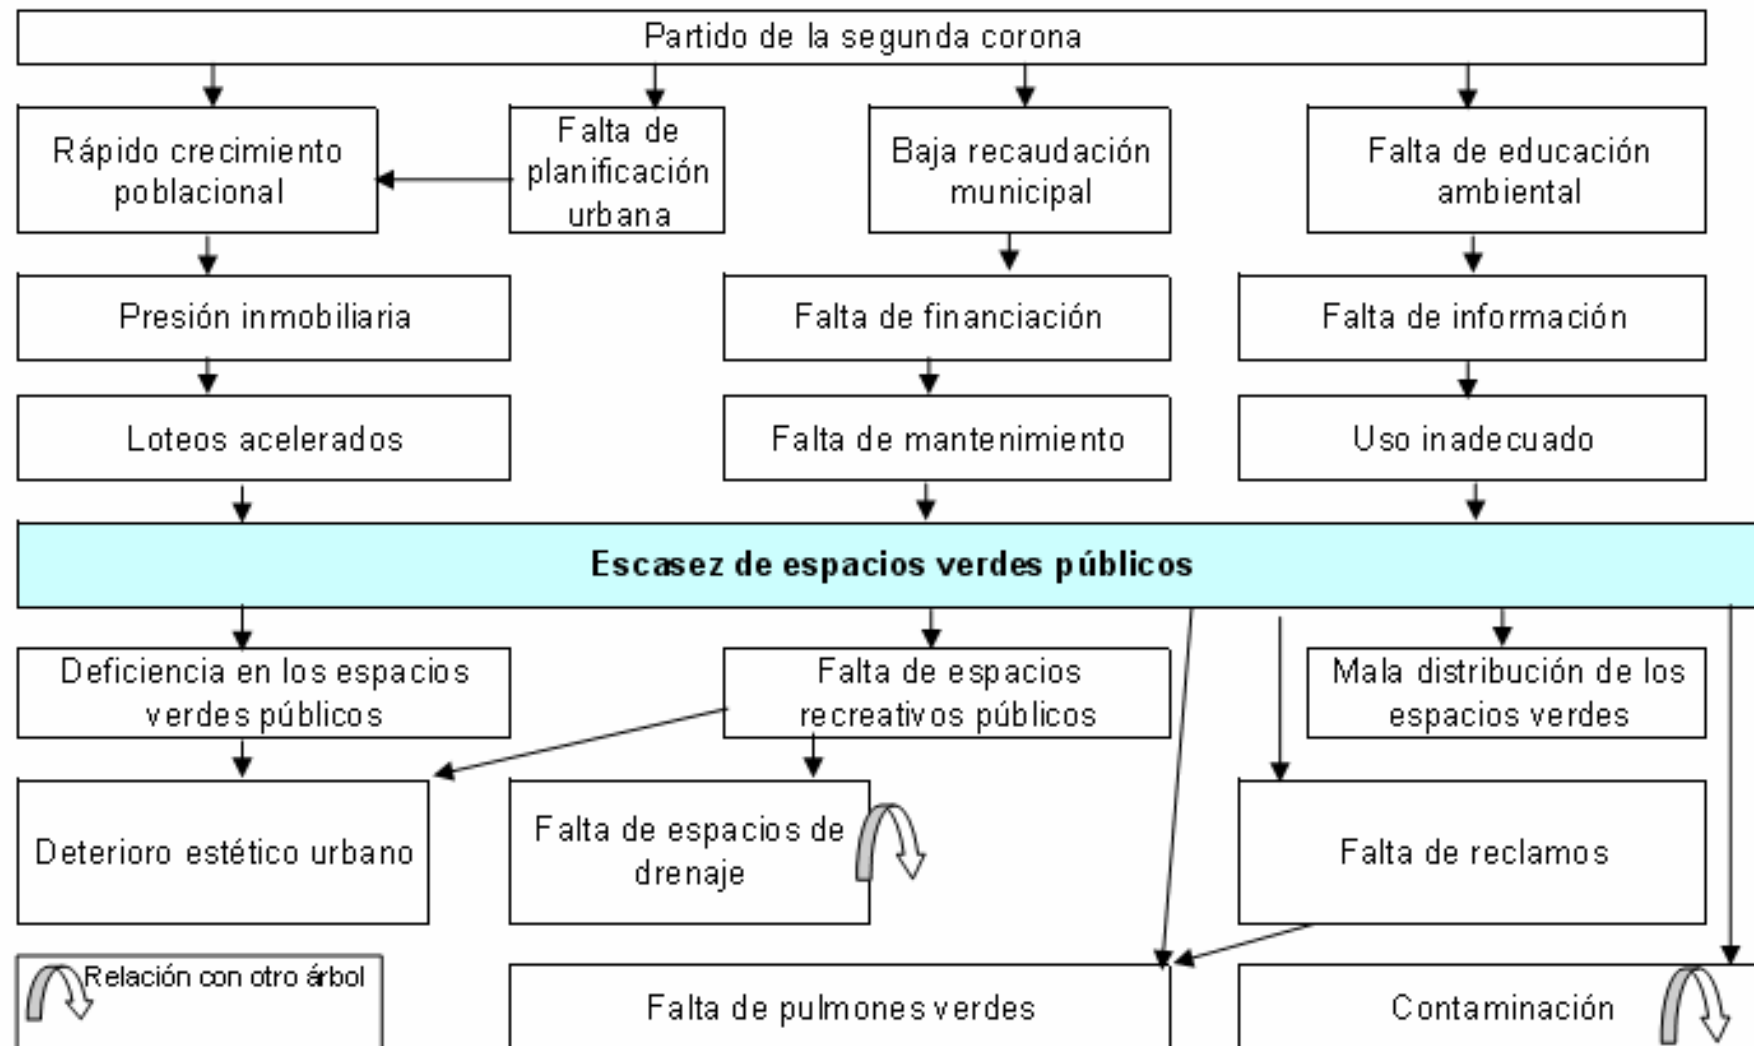 Partido de la segunda corona
Rápido crecimiento
poblacional
Falta de
planificación
urbana
Baja recaudación
municipal
Falta de educación
ambiental
Presión inmobiliaria
Falta de financiación
Falta de información
Loteos acelerados
Falta de mantenimiento
Uso inadecuado
Escasez de espacios verdes públicos
Deficiencia en los espacios
verdes públicos
Falta de espacios
recreativos públicos
Mala distribución de los
espacios verdes
Deterioro estético urbano
Falta de espacios de
drenaje
Falta de reclamos
Relación con otro árbol
Falta de pulmones verdes
Contaminación